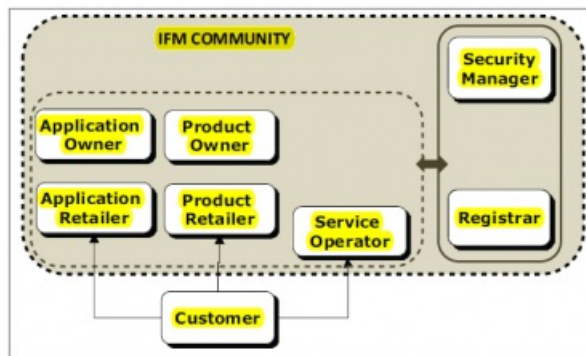 IFM COMMUNITY
Security
Manager
Application
Owner
Product
Owner
Application
Retailer
Product
Retailer
Service
Operator
Registrar
Customer